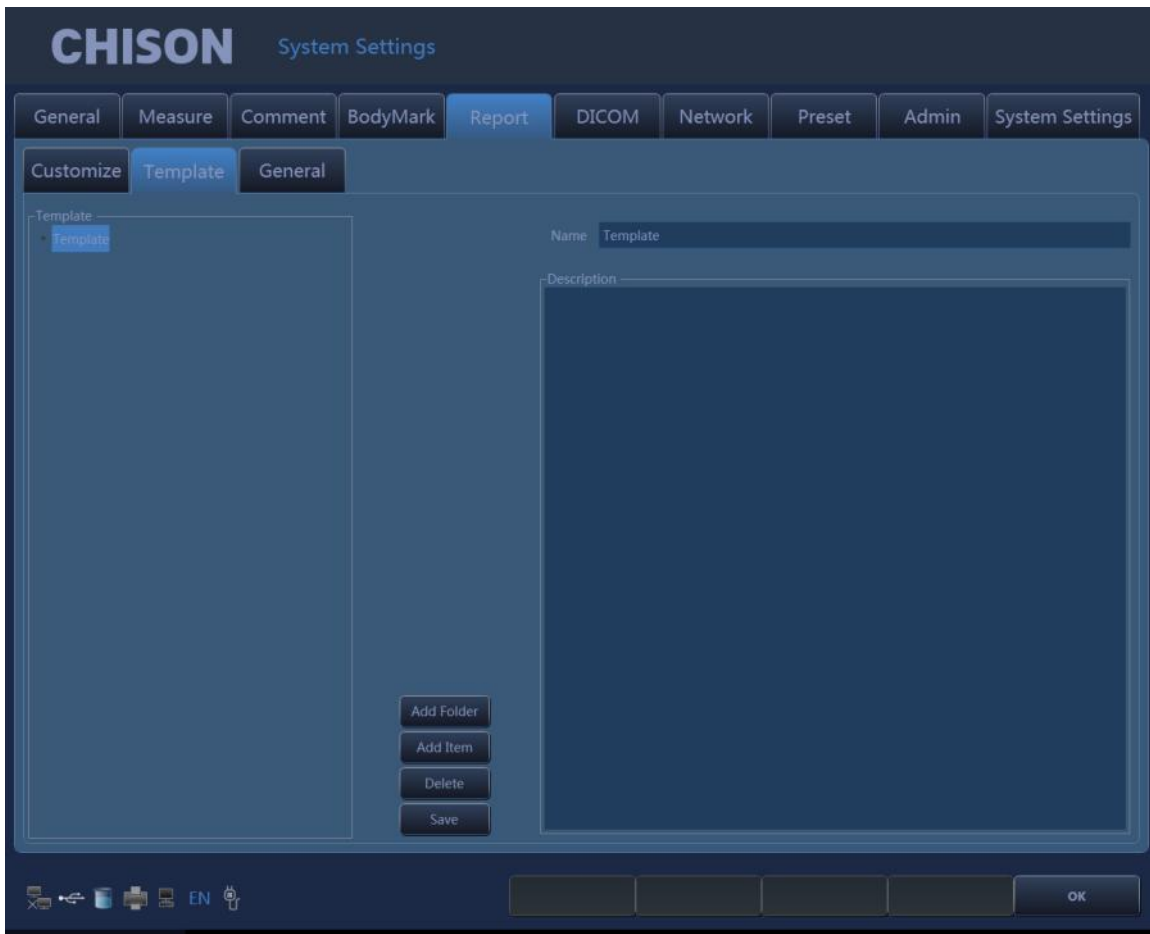 CHISON System Settings
General Measure Comment BodyMark Report DICOM Network Preset Admin System Settings
Customize Template General
Template
Template
Name Template
Description
Add Folder
Add Item
Delete
Save
EN
OK